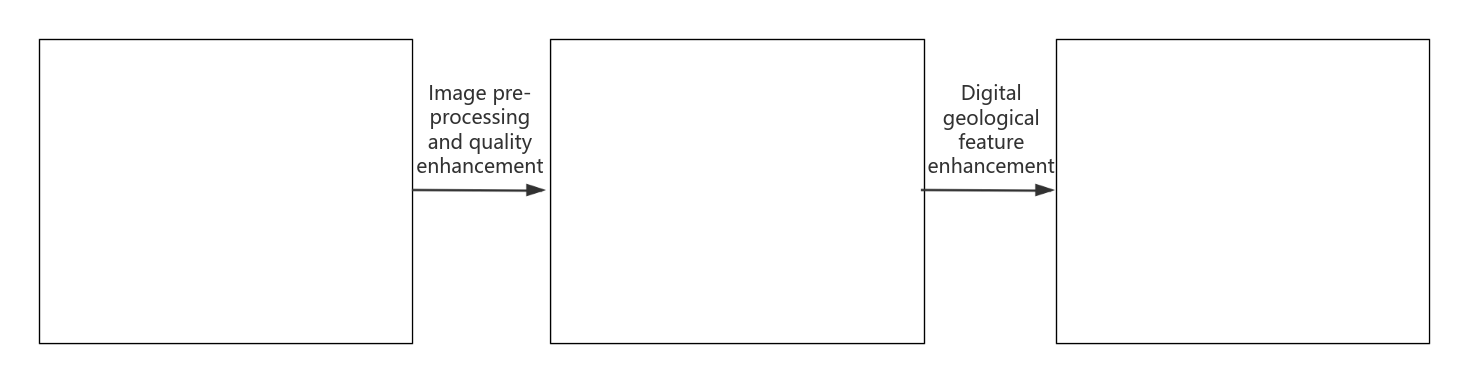 Image pre-
processing
and quality
enhancement
Digital
geological
feature
enhancement